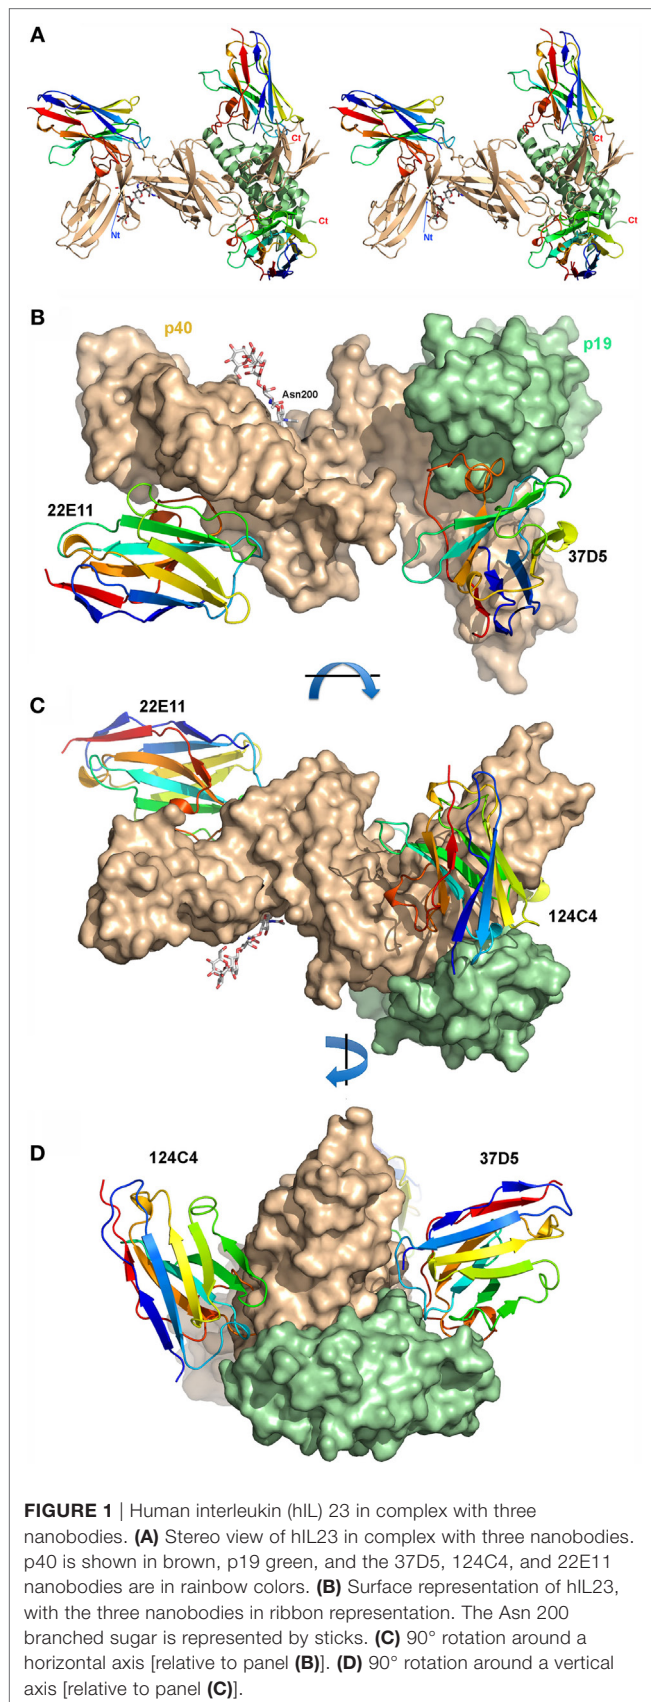 A
Ct
Ct
Nt
Ct
Ct
Nt
B
p40
p19
Asn200
22E11
37D5
C
22E11
124C4
D
124C4
37D5
FIGURE 1 | Human interleukin (hIL) 23 in complex with three
nanobodies. (A) Stereo view of hIL23 in complex with three nanobodies.
p40 is shown in brown, p19 green, and the 37D5, 124C4, and 22E11
nanobodies are in rainbow colors. (B) Surface representation of hIL23,
with the three nanobodies in ribbon representation. The Asn 200
branched sugar is represented by sticks. (C) 90° rotation around a
horizontal axis [relative to panel (B)]. (D) 90° rotation around a vertical
axis [relative to panel (C)].